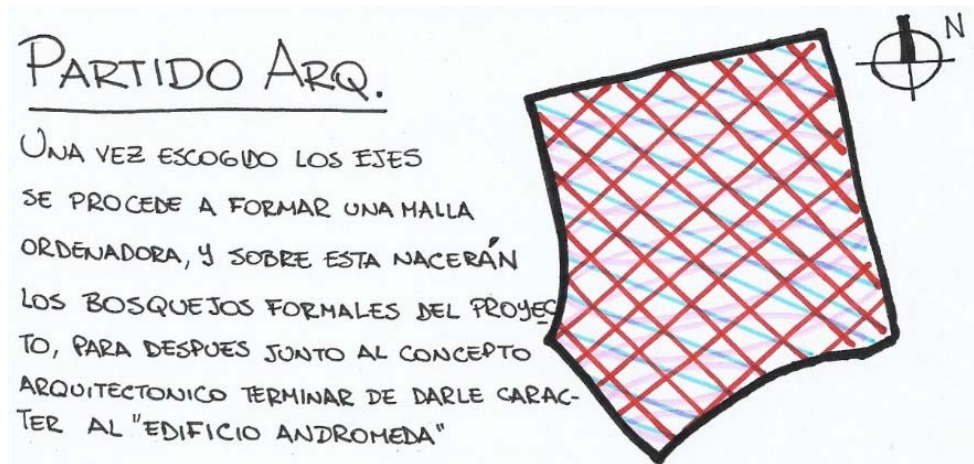 PARTIDO ARQ.
UNA VEZ ESCOGIDO LOS EJES
SE PROCEDE A FORMAR UNA MALLA
ORDENADORA, Y SOBRE ESTA NACERÁN
LOS BOSQUEJOS FORMALES DEL PROYEC
TO, PARA DESPUES JUNTO AL CONCEPTO
ARQUITECTONICO TERMINAR DE DARLE CARAC-
TER AL "EDIFICIO ANDROMEDA"
N